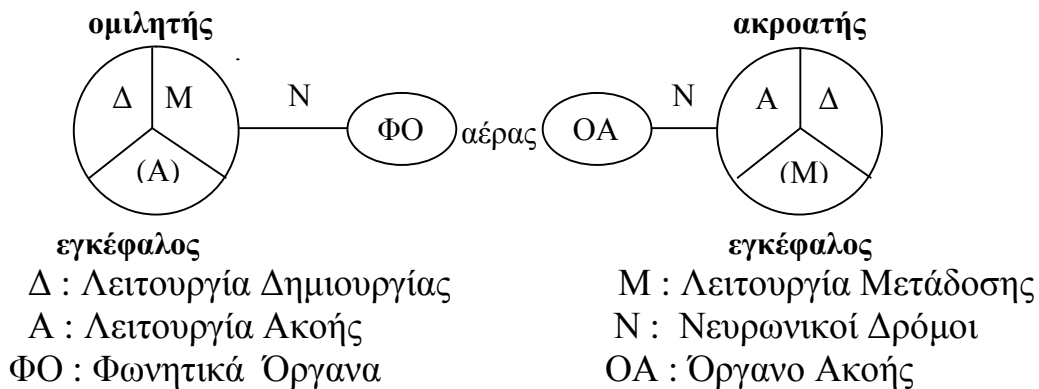 ομιλητής ακροατής
Δ Μ Ν ΦΟ αέρας ΟΑ Ν Α Δ
(Α) (Μ)
εγκέφαλος εγκέφαλος
Δ : Λειτουργία Δημιουργίας Μ : Λειτουργία Μετάδοσης
Α : Λειτουργία Ακοής Ν : Νευρωνικοί Δρόμοι
ΦΟ : Φωνητικά Όργανα ΟΑ : Όργανο Ακοής